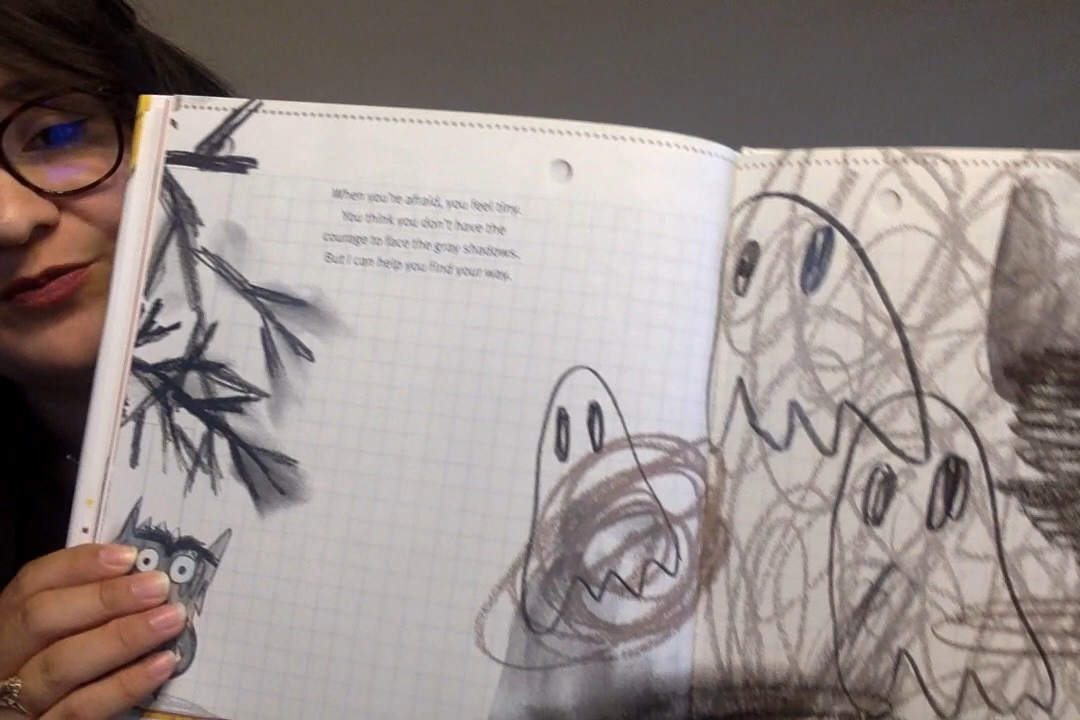 When you're afraid, you feel tiny.
You think you don't have the
courage to face the gray shadows.
But I can help you find your way.